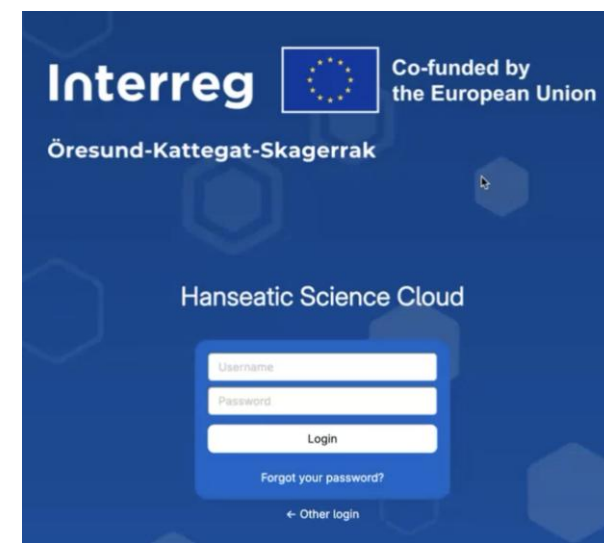 Interreg
Co-funded by
the European Union
Öresund-Kattegat-Skagerrak
Hanseatic Science Cloud
Username
Password
Login
Forgot your password?
← Other login